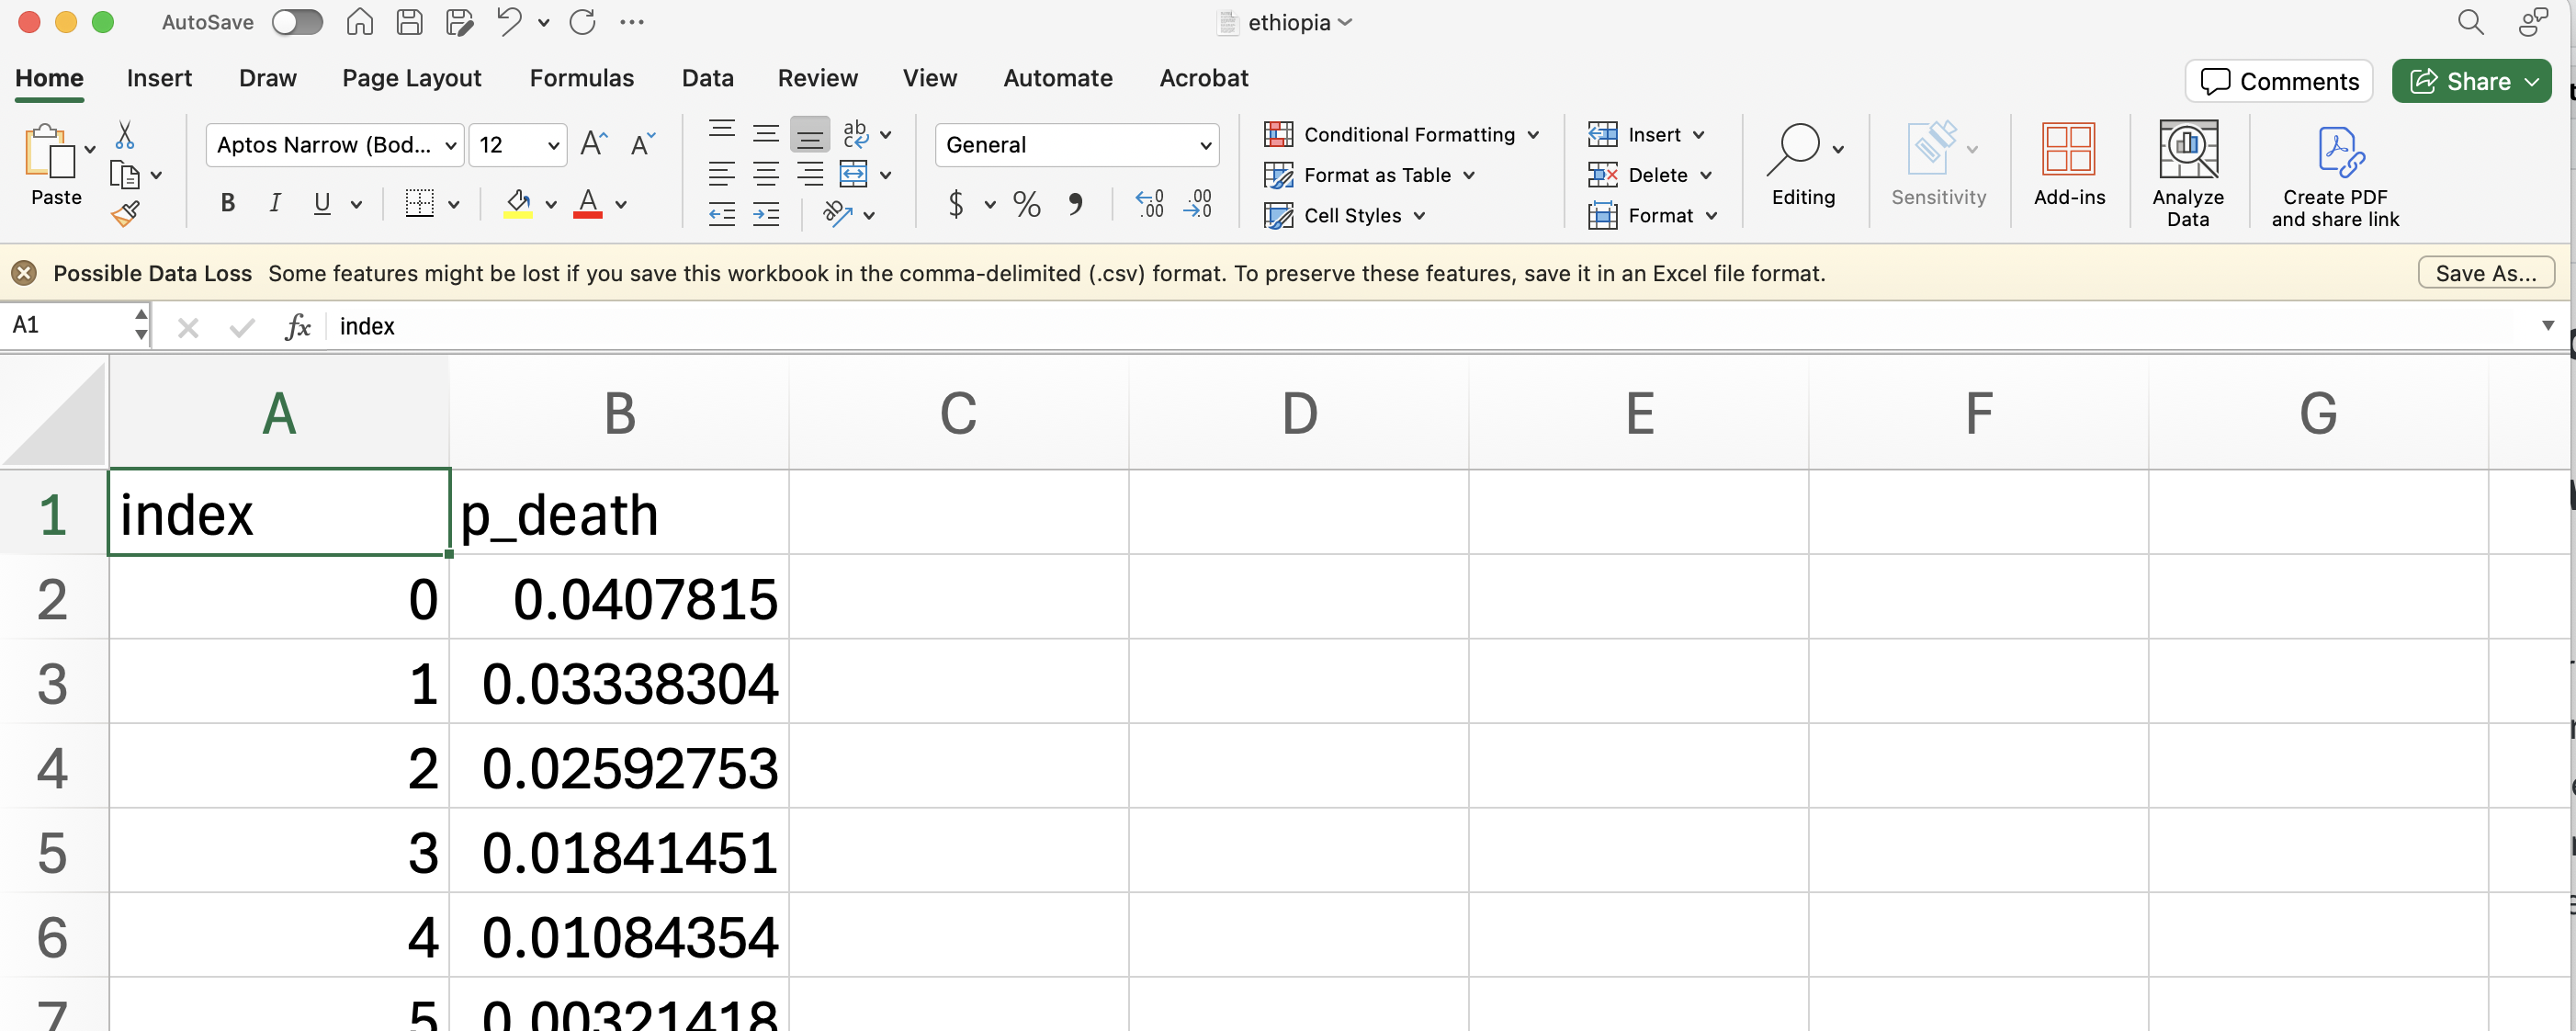 AutoSave ethiopia
Home Insert Draw Page Layout Formulas Data Review View Automate Acrobat Comments Share
Paste Aptos Narrow (Bod... 12 General Conditional Formatting Format as Table Cell Styles Insert Delete Format Editing Sensitivity Add-ins Analyze Data Create PDF and share link
Possible Data Loss Some features might be lost if you save this workbook in the comma-delimited (.csv) format. To preserve these features, save it in an Excel file format. Save As...
A1 fx index
A B C D E F G
1 index p_death
2 0 0.0407815
3 1 0.03338304
4 2 0.02592753
5 3 0.01841451
6 4 0.01084354
7 5 0.00321418